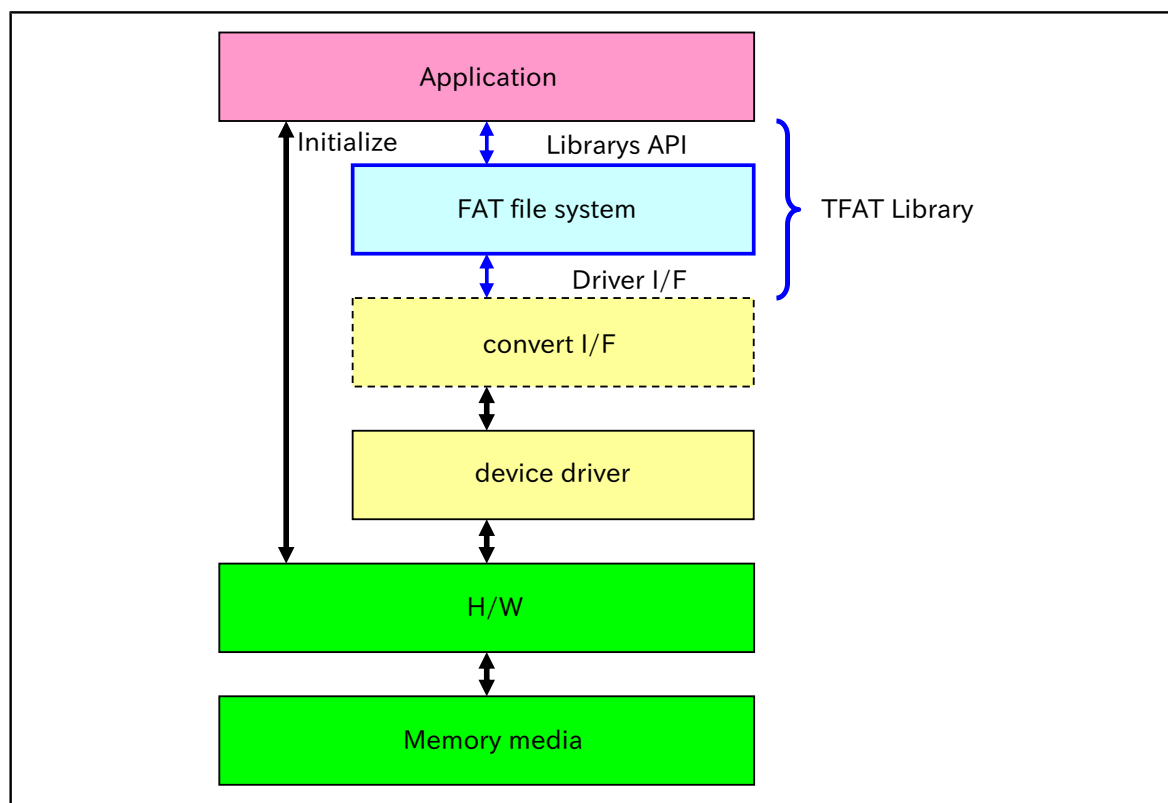 Application
Initialize
Librarys API
FAT file system
TFAT Library
Driver I/F
convert I/F
device driver
H/W
Memory media